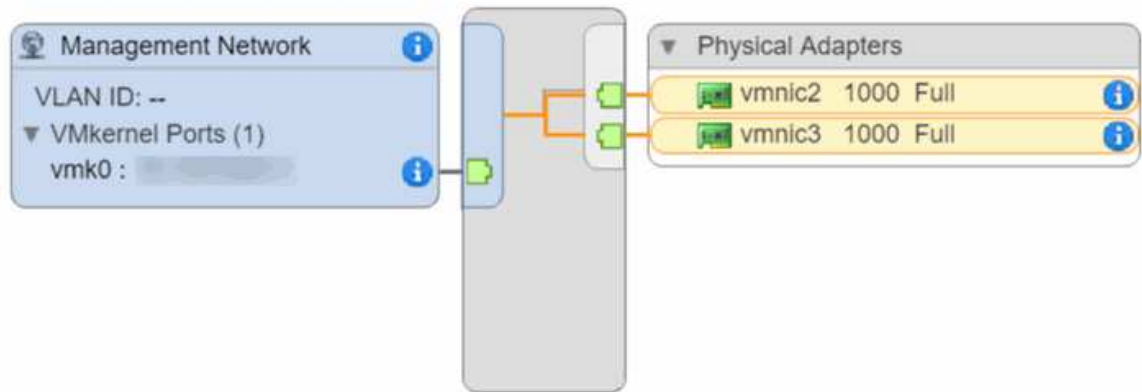 Management Network
VLAN ID: --
VMkernel Ports (1)
vmk0 :
Physical Adapters
vmnic2 1000 Full
vmnic3 1000 Full